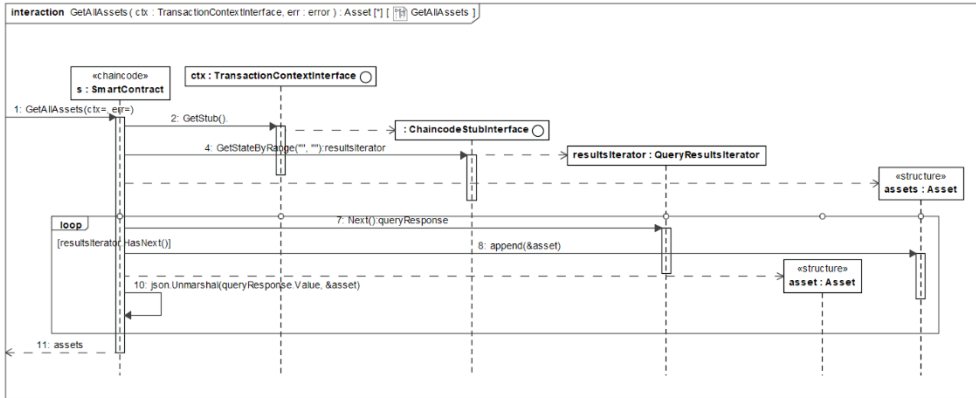 interaction GetAllAssets( ctx : TransactionContextInterface, err : error ) : Asset [*] [ GetAllAssets ]
«chaincode»
s : SmartContract
ctx : TransactionContextInterface
1: GetAllAssets(ctx=, err=)
2: GetStub().
: ChaincodeStubInterface
4: GetStateByRange("", ""):resultsIterator
resultsIterator : QueryResultsIterator
«structure»
assets : Asset
loop
7: Next():queryResponse
[resultsIterator.HasNext()]
8: append(&asset)
«structure»
asset : Asset
10: json.Unmarshal(queryResponse.Value, &asset)
11: assets